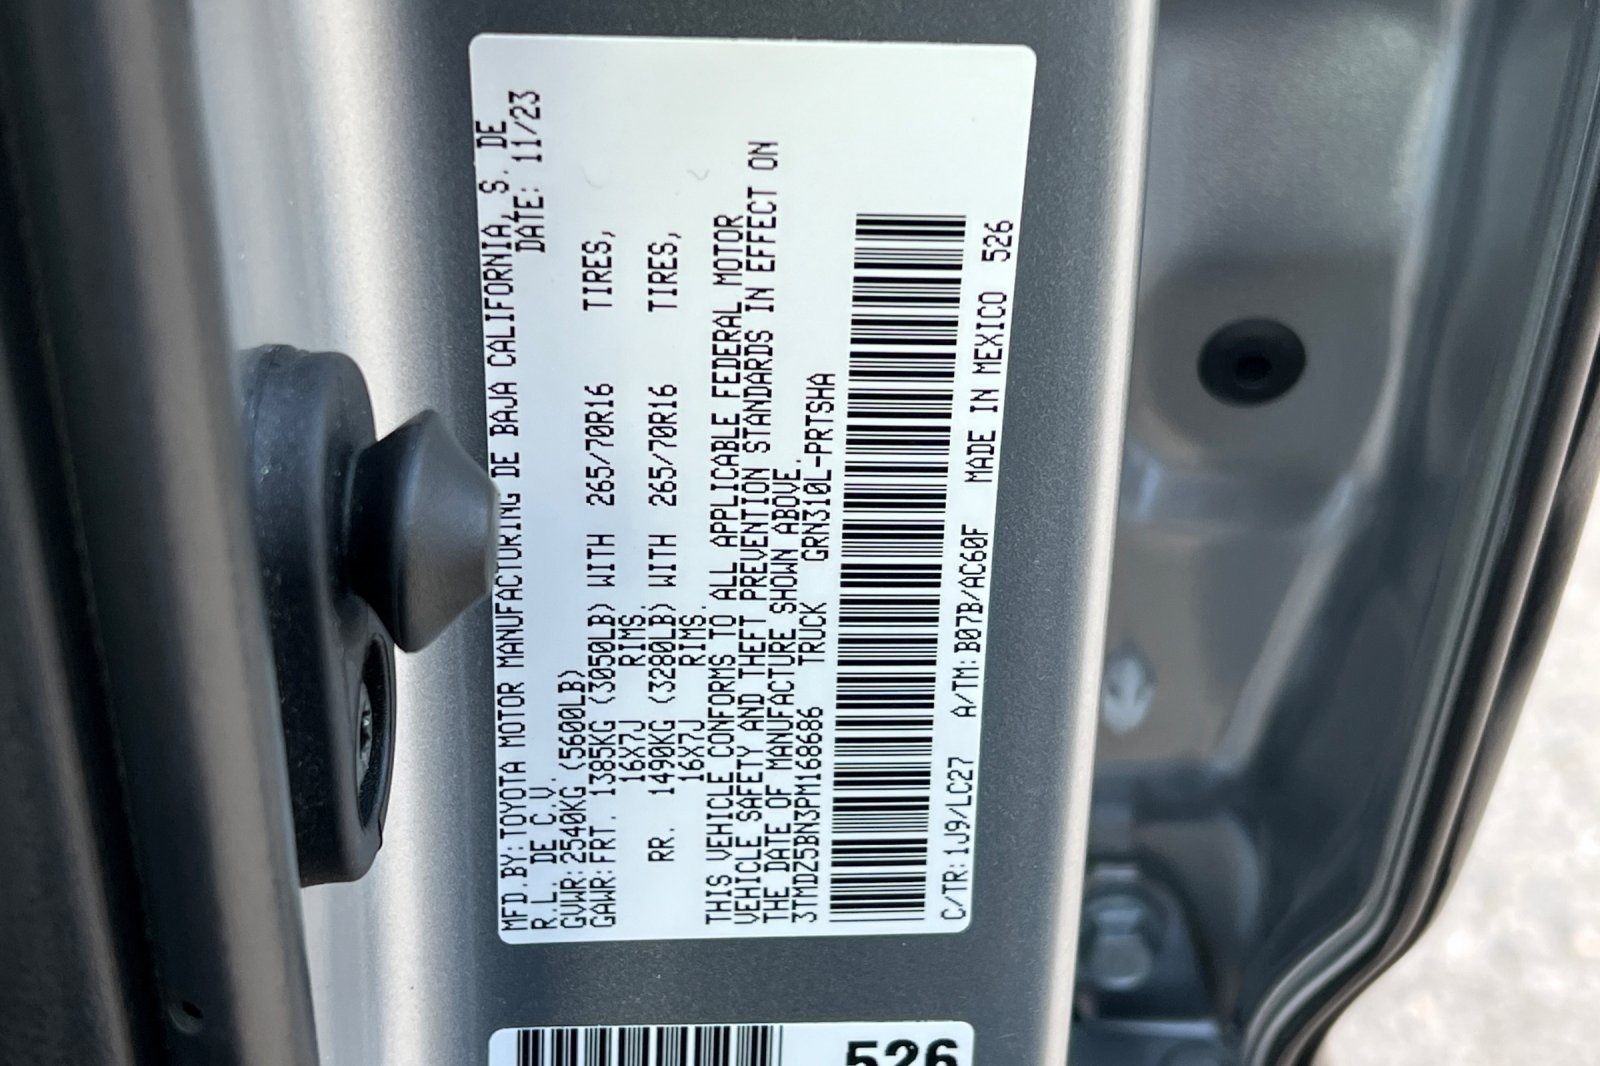 MFD.BY:TOYOTA MOTOR MANUFACTURING DE BAJA CALIFORNIA, S. DE
R.L. DE C.V. DATE: 11/23
GVWR:2540KG (5600LB)
GAWR:FRT. 1385KG (3050LB) WITH 265/70R16 TIRES,
16X7J RIMS.
RR. 1490KG (3280LB) WITH 265/70R16 TIRES,
16X7J RIMS.
THIS VEHICLE CONFORMS TO ALL APPLICABLE FEDERAL MOTOR
VEHICLE SAFETY AND THEFT PREVENTION STANDARDS IN EFFECT ON
THE DATE OF MANUFACTURE SHOWN ABOVE.
3TMDZ5BN3PM168686 TRUCK GRN310L-PRTSHA
C/TR:1J9/LC27 A/TM:B07B/AC60F MADE IN MEXICO 526
526